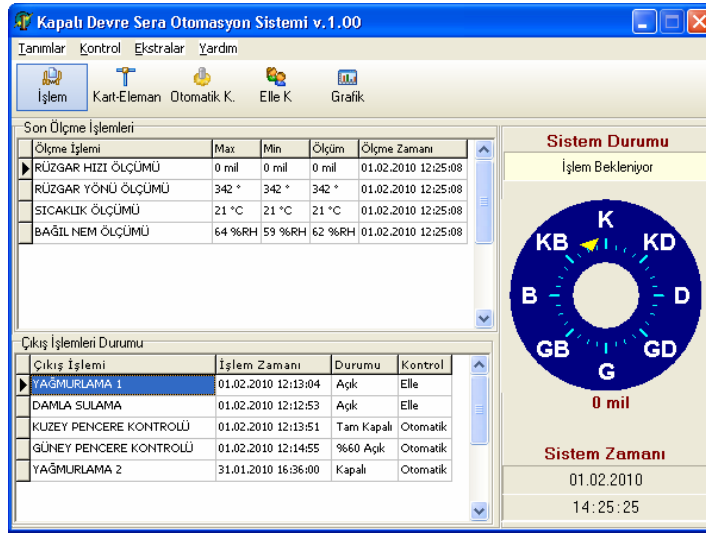 Kapalı Devre Sera Otomasyon Sistemi v.1.00
Tanımlar Kontrol Ekstralar Yardım
İşlem Kart-Eleman Otomatik K. Elle K Grafik
Son Ölçme İşlemleri
Ölçme İşlemi Max Min Ölçüm Ölçme Zamanı
RÜZGAR HIZI ÖLÇÜMÜ 0 mil 0 mil 0 mil 01.02.2010 12:25:08
RÜZGAR YÖNÜ ÖLÇÜMÜ 342 ° 342 ° 342 ° 01.02.2010 12:25:08
SICAKLIK ÖLÇÜMÜ 21 °C 21 °C 21 °C 01.02.2010 12:25:08
BAĞIL NEM ÖLÇÜMÜ 64 %RH 59 %RH 62 %RH 01.02.2010 12:25:08
Çıkış İşlemleri Durumu
Çıkış İşlemi İşlem Zamanı Durumu Kontrol
YAĞMURLAMA 1 01.02.2010 12:13:04 Açık Elle
DAMLA SULAMA 01.02.2010 12:12:53 Açık Elle
KUZEY PENCERE KONTROLÜ 01.02.2010 12:13:51 Tam Kapalı Otomatik
GÜNEY PENCERE KONTROLÜ 01.02.2010 12:14:55 %60 Açık Otomatik
YAĞMURLAMA 2 31.01.2010 16:36:00 Kapalı Otomatik
Sistem Durumu
İşlem Bekleniyor
K
KB KD
B D
GB GD
G
0 mil
Sistem Zamanı
01.02.2010
14:25:25